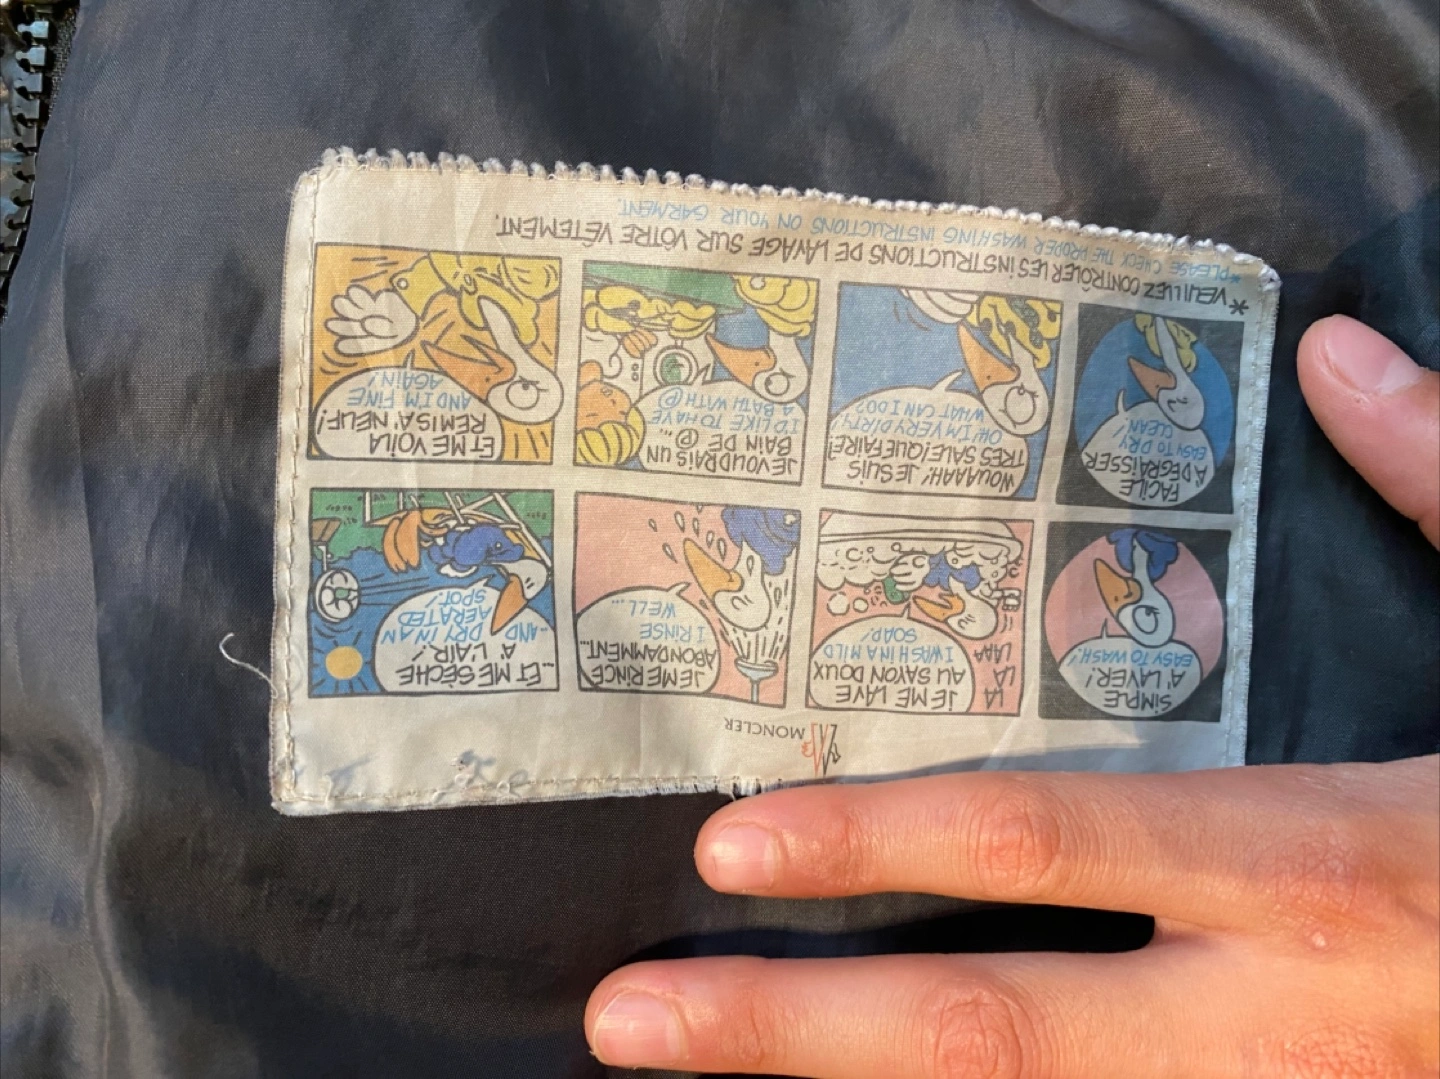 MONCLER
SIMPLE
À LAVER!
EASY TO WASH!
LA
LA
LAAA
JE ME LAVE
AU SAVON DOUX
I WASH IN A MILD
SOAP!
JE ME RINCE
ABONDAMMENT...
I RINSE
WELL...
...ET ME SÈCHE
À L'AIR!
...AND DRY IN AN
AERATED
SPOT!
FACILE
À DÉGRAISSER
EASY TO DRY
CLEAN!
WOUAAAH! JE SUIS
TRÈS SALE! QUE FAIRE!
OH! I'M VERY DIRTY!
WHAT CAN I DO?
JE VOUDRAIS UN
BAIN DE Ⓟ...
I'D LIKE TO HAVE
A BATH WITH Ⓟ
ET ME VOILA
REMIS A' NEUF!
AND I'M FINE
AGAIN!
*VEUILLEZ CONTRÔLER LES INSTRUCTIONS DE LAVAGE SUR VÔTRE VÊTEMENT.
*PLEASE CHECK THE PROPER WASHING INSTRUCTIONS ON YOUR GARMENT.